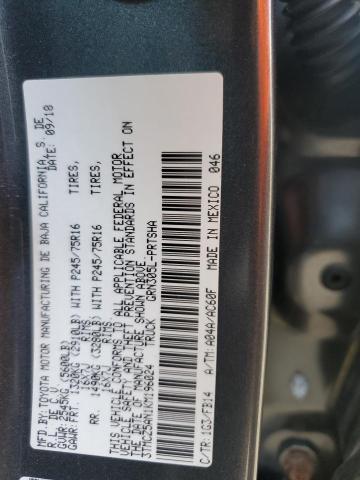 MFD.BY: TOYOTA MOTOR MANUFACTURING DE BAJA CALIFORNIA, S. DE
R.L. DE C.V. DATE: 09/18
GVWR: 2545KG (5600LB)
GAWR: FRT. 1320KG (2910LB) WITH P245/75R16 TIRES,
16X7J RIMS
RR. 1490KG (3280LB) WITH P245/75R16 TIRES,
16X7J RIMS
THIS VEHICLE CONFORMS TO ALL APPLICABLE FEDERAL MOTOR
VEHICLE SAFETY AND THEFT PREVENTION STANDARDS IN EFFECT ON
THE DATE OF MANUFACTURE SHOWN ABOVE.
3TMCZ5AN1KM196024 GRN305L-PRTSHA
TRUCK
C/TR:1G3/FB14 A/TM:A04A/AC60F MADE IN MEXICO 046